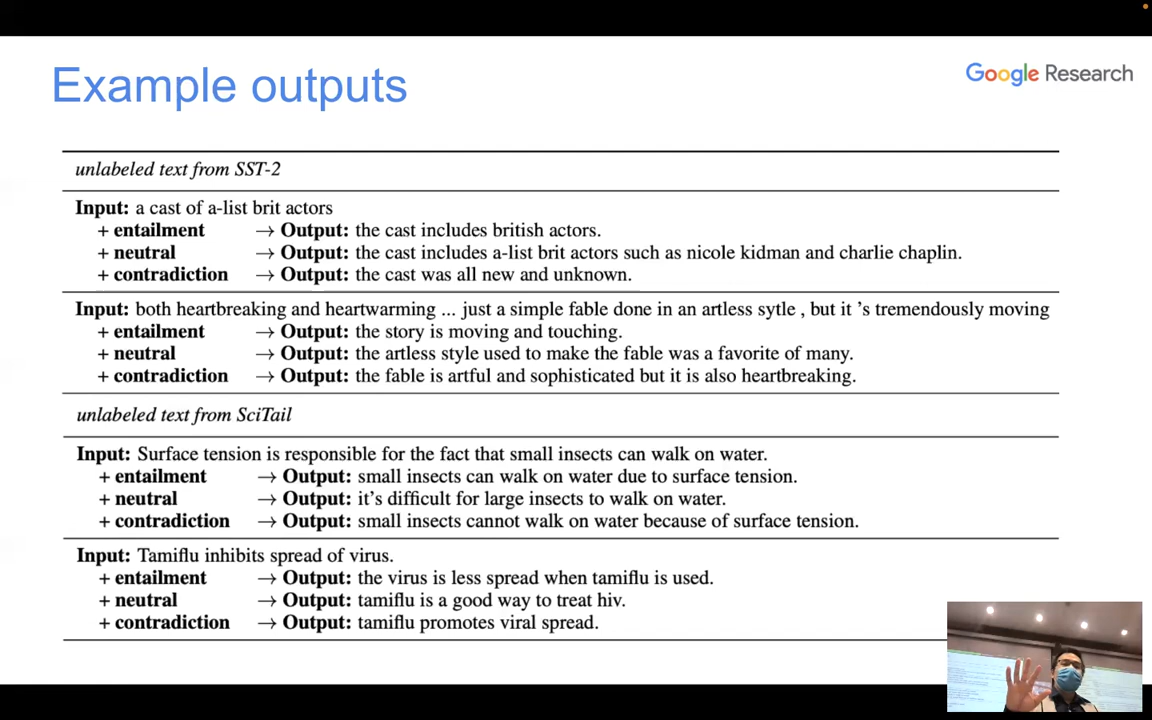 Example outputs
Google Research
unlabeled text from SST-2
Input: a cast of a-list brit actors
+ entailment → Output: the cast includes british actors.
+ neutral → Output: the cast includes a-list brit actors such as nicole kidman and charlie chaplin.
+ contradiction → Output: the cast was all new and unknown.
Input: both heartbreaking and heartwarming ... just a simple fable done in an artless sytle , but it 's tremendously moving
+ entailment → Output: the story is moving and touching.
+ neutral → Output: the artless style used to make the fable was a favorite of many.
+ contradiction → Output: the fable is artful and sophisticated but it is also heartbreaking.
unlabeled text from SciTail
Input: Surface tension is responsible for the fact that small insects can walk on water.
+ entailment → Output: small insects can walk on water due to surface tension.
+ neutral → Output: it's difficult for large insects to walk on water.
+ contradiction → Output: small insects cannot walk on water because of surface tension.
Input: Tamiflu inhibits spread of virus.
+ entailment → Output: the virus is less spread when tamiflu is used.
+ neutral → Output: tamiflu is a good way to treat hiv.
+ contradiction → Output: tamiflu promotes viral spread.